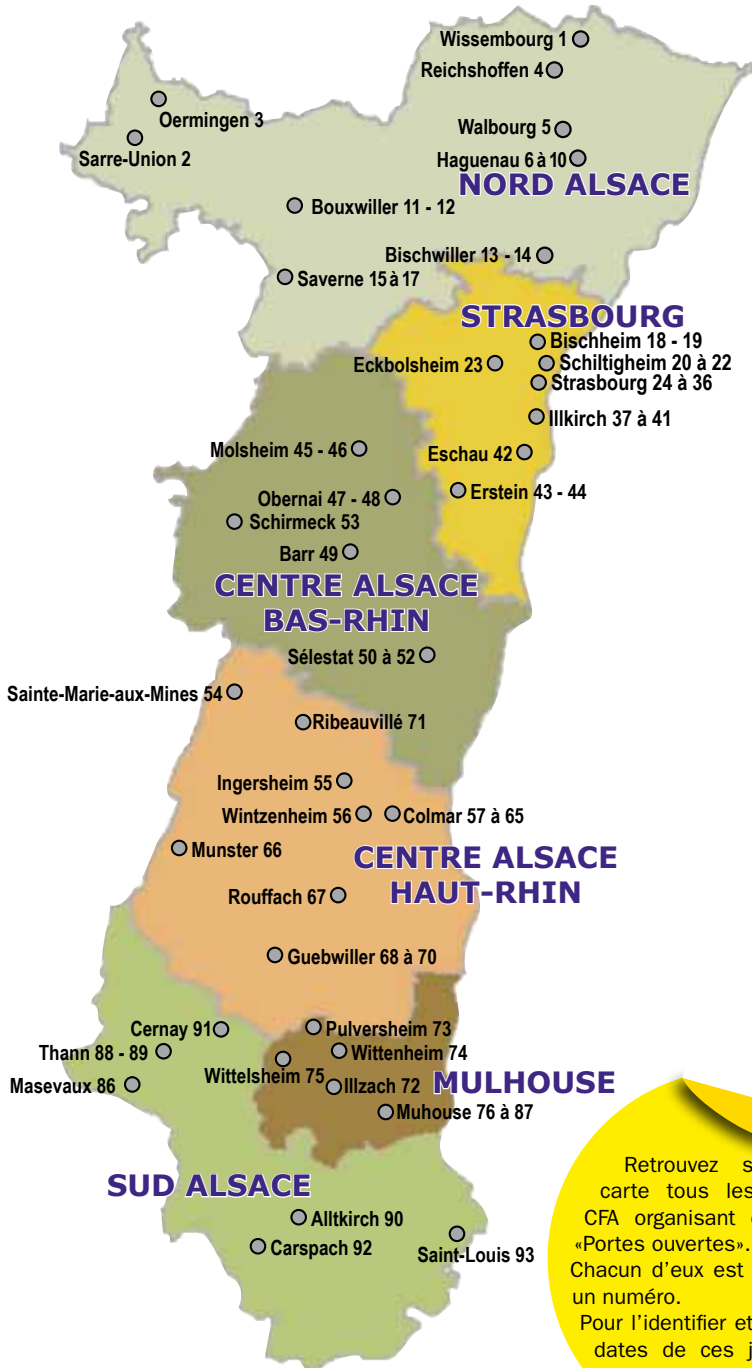 Wissembourg 1
Reichshoffen 4
Oermingen 3
Walbourg 5
Sarre-Union 2
Haguenau 6 à 10
NORD ALSACE
Bouxwiller 11 - 12
Bischwiller 13 - 14
Saverne 15 à 17
STRASBOURG
Bischheim 18 - 19
Eckbolsheim 23
Schiltigheim 20 à 22
Strasbourg 24 à 36
Illkirch 37 à 41
Molsheim 45 - 46
Eschau 42
Obernai 47 - 48
Erstein 43 - 44
Schirmeck 53
Barr 49
CENTRE ALSACE
BAS-RHIN
Sélestat 50 à 52
Sainte-Marie-aux-Mines 54
Ribeauvillé 71
Ingersheim 55
Wintzenheim 56
Colmar 57 à 65
Munster 66
CENTRE ALSACE
HAUT-RHIN
Rouffach 67
Guebwiller 68 à 70
Cernay 91
Pulversheim 73
Thann 88 - 89
Wittenheim 74
Wittelsheim 75
Masevaux 86
Illzach 72
MULHOUSE
Muhouse 76 à 87
SUD ALSACE
Alltkirch 90
Carspach 92
Saint-Louis 93
Retrouvez s
carte tous les
CFA organisant
«Portes ouvertes».
Chacun d'eux est
un numéro.
Pour l'identifier et
dates de ces j